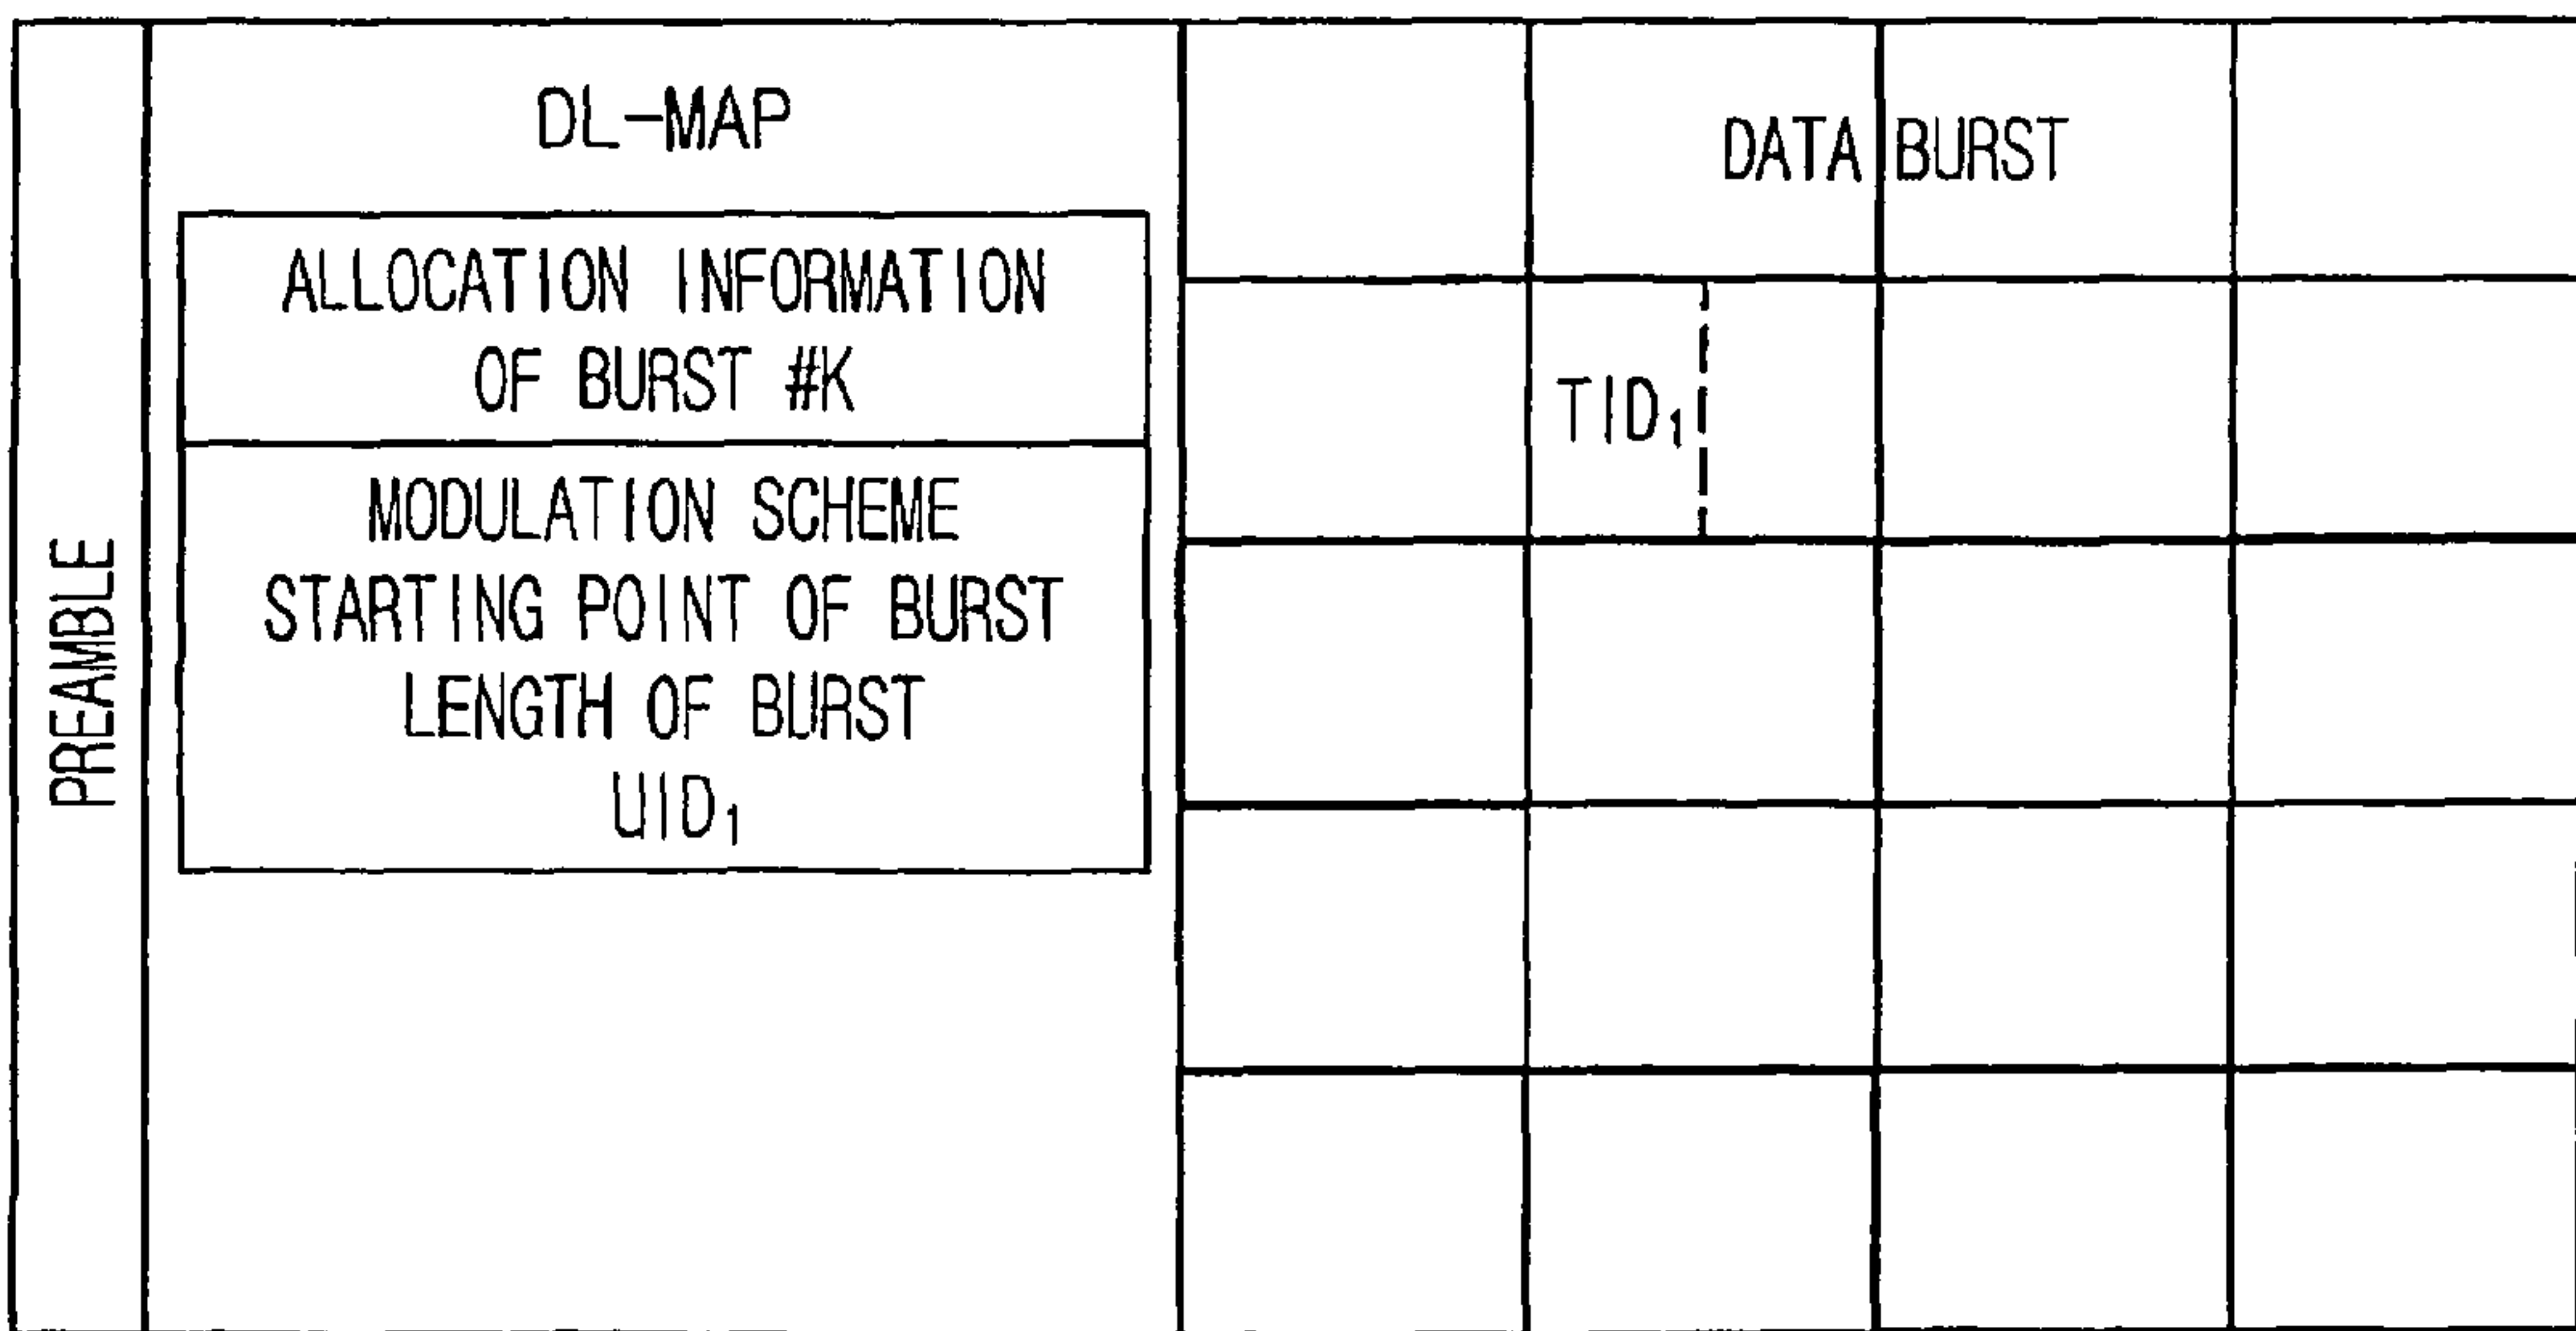 PREAMBLE
DL-MAP
ALLOCATION INFORMATION
OF BURST #K
MODULATION SCHEME
STARTING POINT OF BURST
LENGTH OF BURST
UID₁
DATA BURST
TID₁